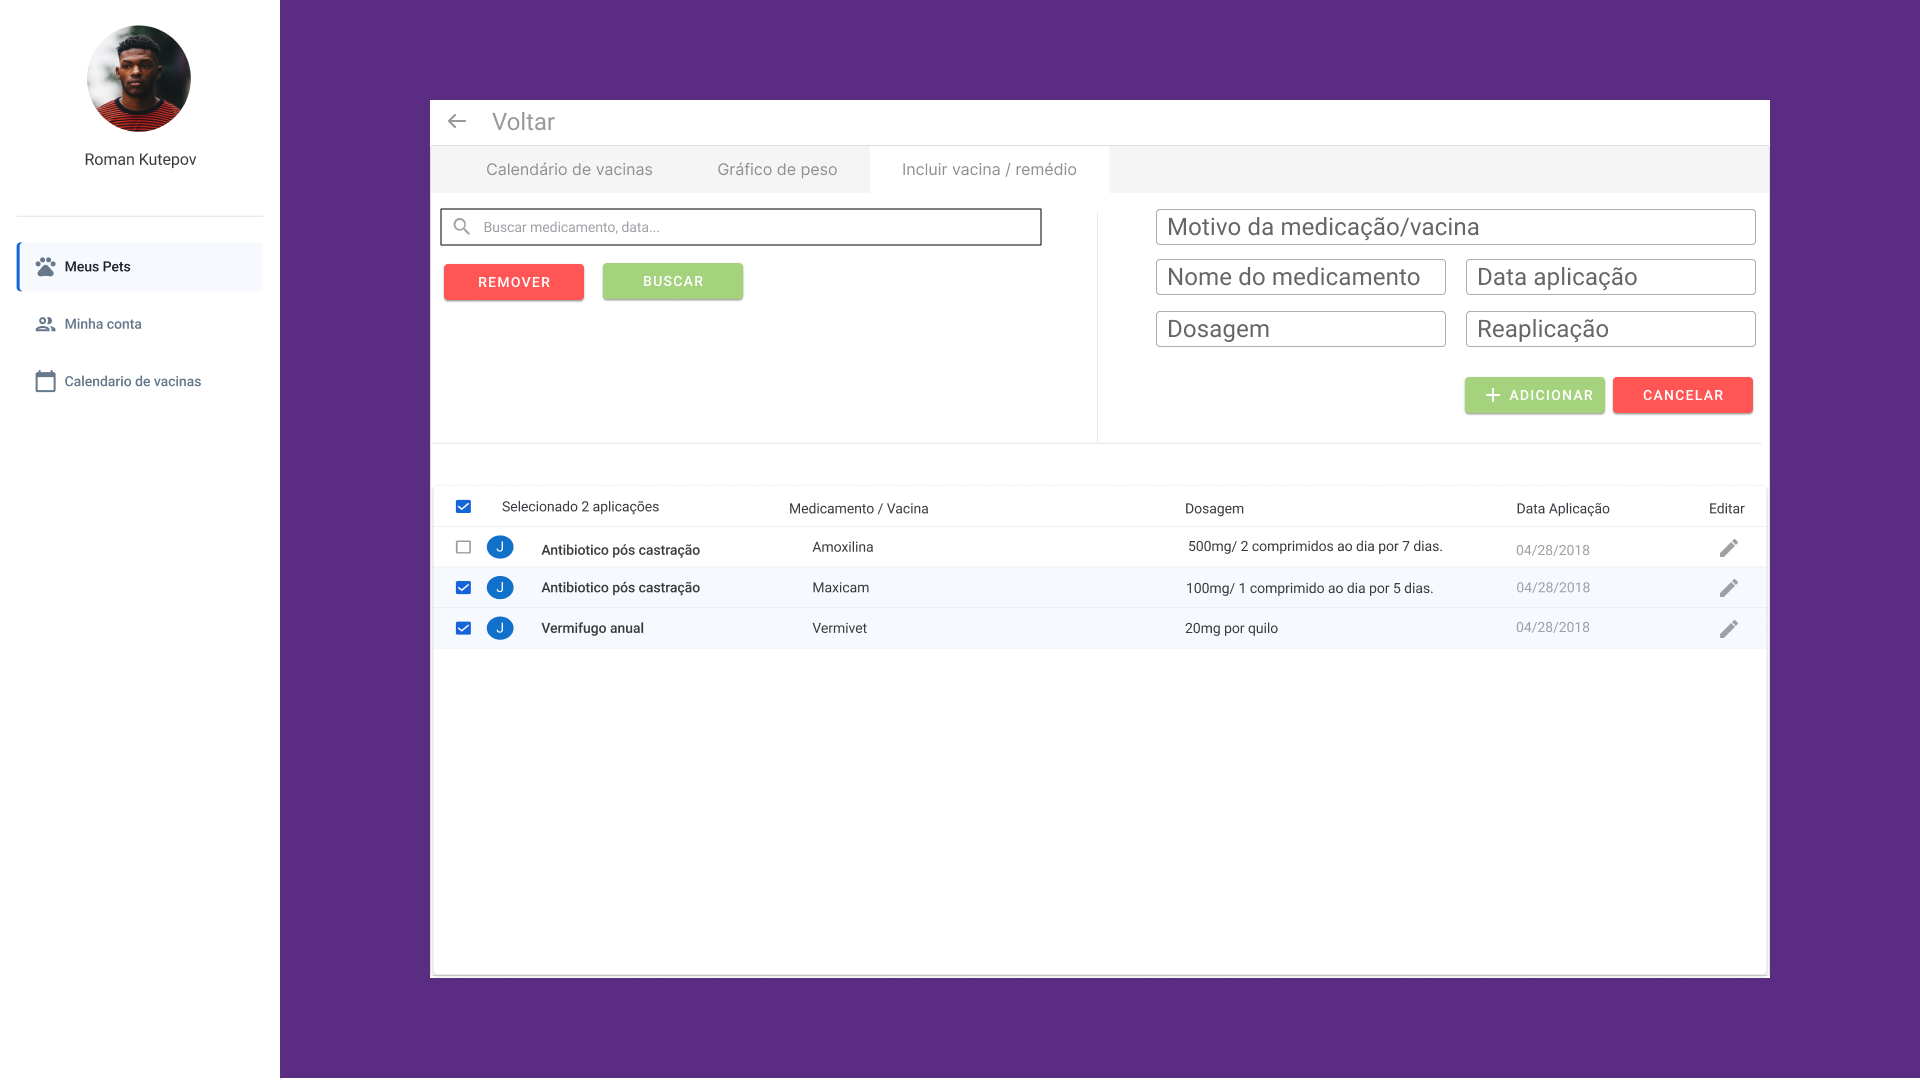 Roman Kutepov
Meus Pets
Minha conta
Calendario de vacinas
Voltar
Calendário de vacinas
Gráfico de peso
Incluir vacina / remédio
Buscar medicamento, data...
REMOVER
BUSCAR
Motivo da medicação/vacina
Nome do medicamento
Data aplicação
Dosagem
Reaplicação
ADICIONAR
CANCELAR
Selecionado 2 aplicações
Medicamento / Vacina
Dosagem
Data Aplicação
Editar
J
Antibiotico pós castração
Amoxilina
500mg/ 2 comprimidos ao dia por 7 dias.
04/28/2018
J
Antibiotico pós castração
Maxicam
100mg/ 1 comprimido ao dia por 5 dias.
04/28/2018
J
Vermifugo anual
Vermivet
20mg por quilo
04/28/2018